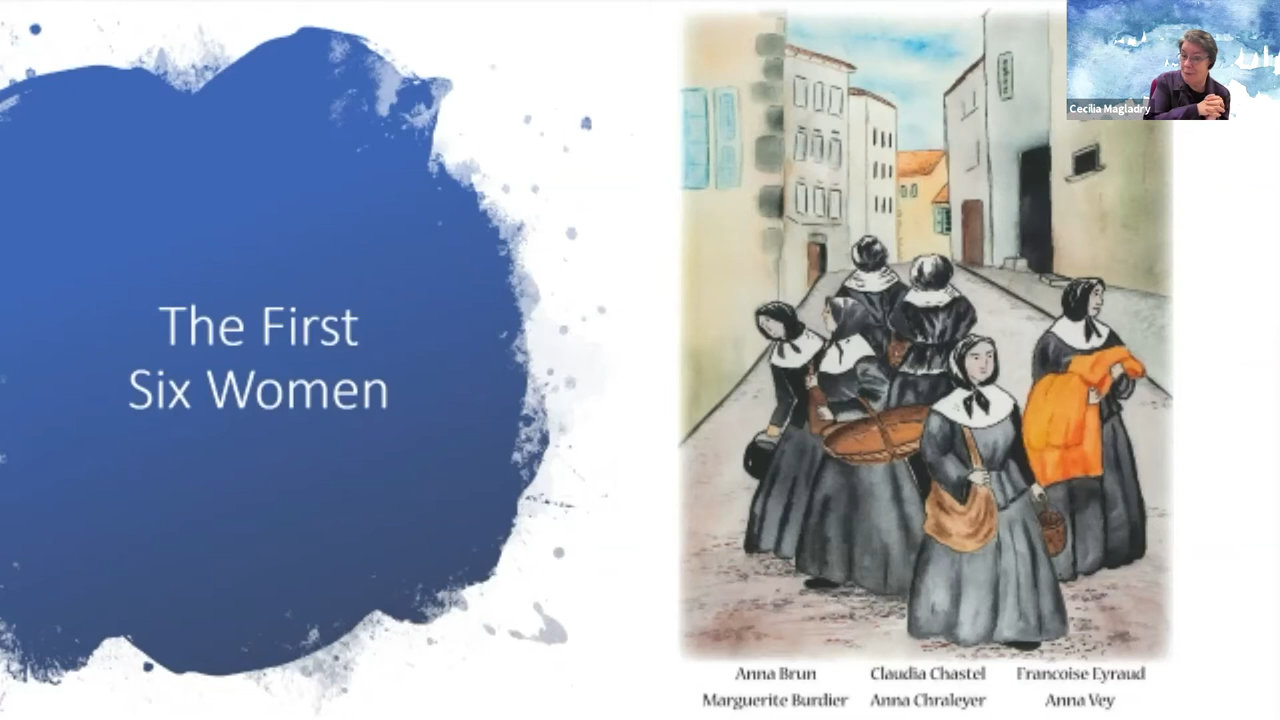 The First
Six Women
Cecilia Magladry
Anna Brun Claudia Chastel Francoise Eyraud
Marguerite Burdier Anna Chraleyer Anna Vey